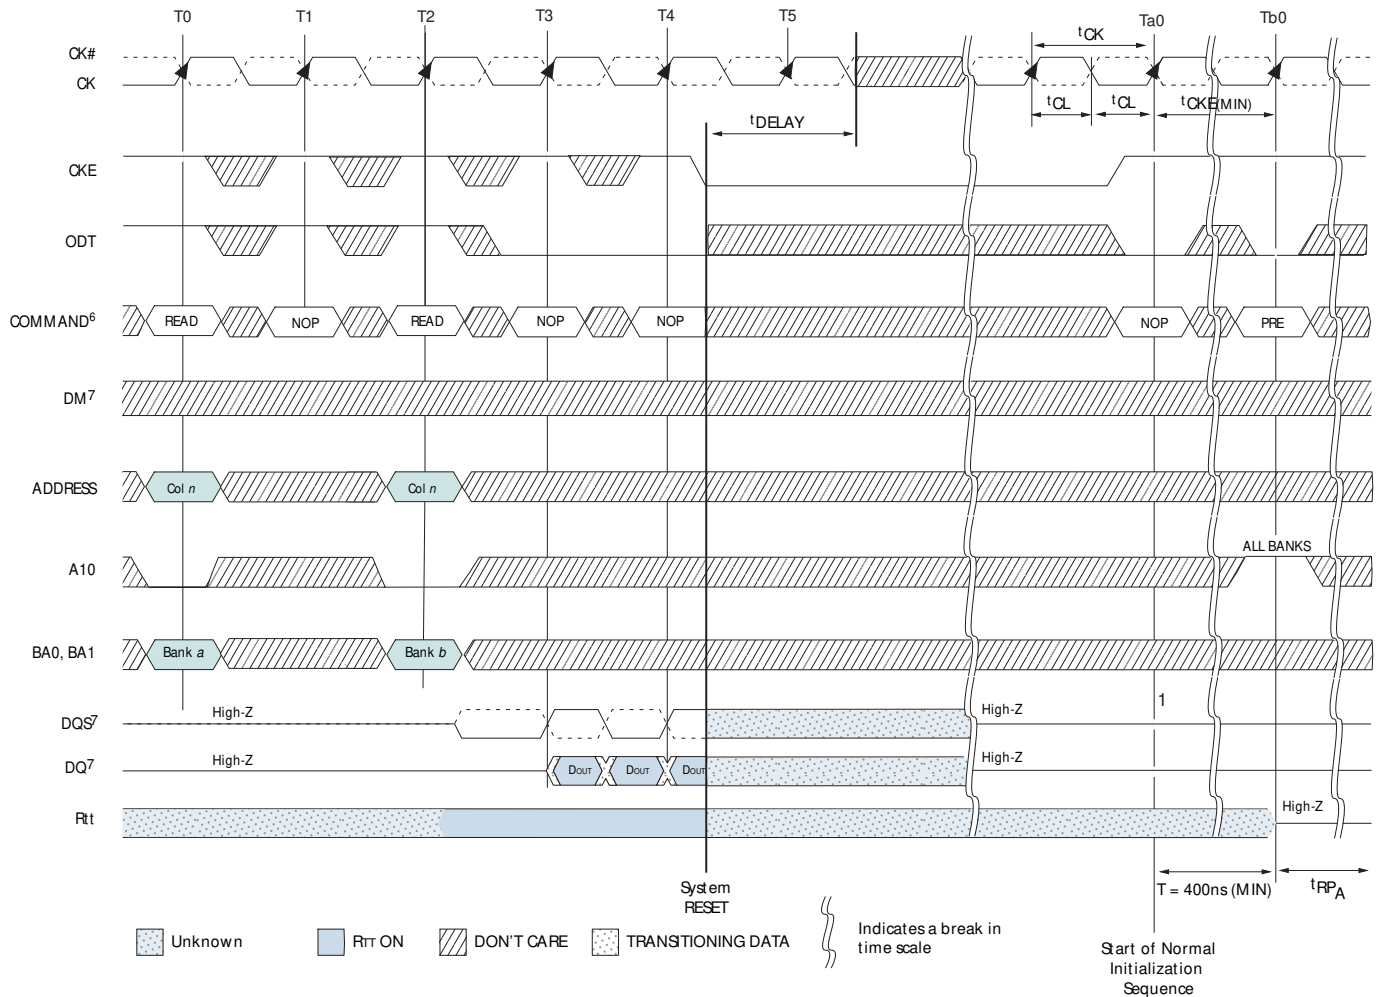 T0 T1 T2 T3 T4 T5 Ta0 Tb0
CK#
CK
tCK
tCL tCL tCKE(MIN)
tDELAY
CKE
ODT
COMMAND6 READ NOP READ NOP NOP NOP PRE
DM7
ADDRESS Col n Col n
ALL BANKS
A10
BA0, BA1 Bank a Bank b
1
DQS7 High-Z High-Z
DQ7 High-Z DOUT DOUT DOUT High-Z
Rtt High-Z
System
RESET
T = 400ns (MIN) tRPA
Unknown RTT ON DON'T CARE TRANSITIONING DATA
Indicates a break in
time scale
Start of Normal
Initialization
Sequence